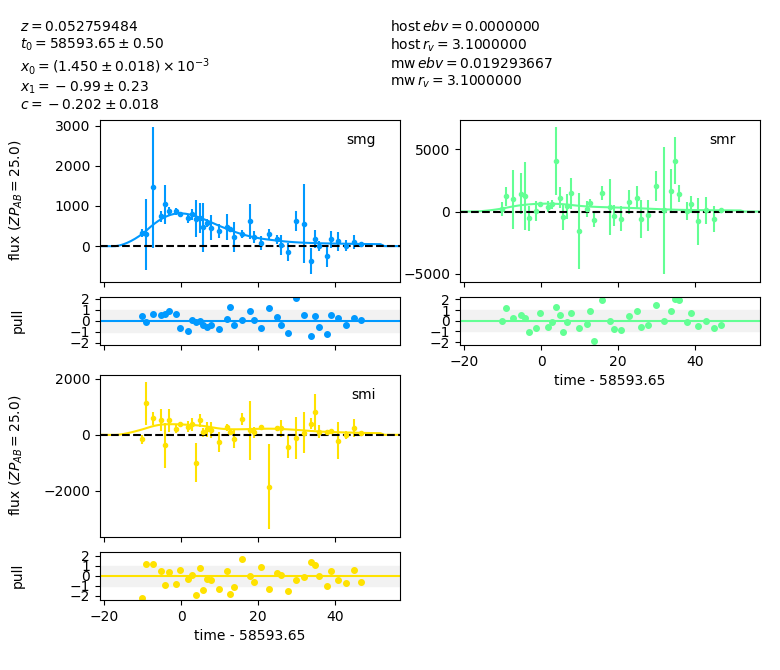 z = 0.052759484
t₀ = 58593.65 ± 0.50
x₀ = (1.450 ± 0.018) × 10⁻³
x₁ = −0.99 ± 0.23
c = −0.202 ± 0.018
host ebv = 0.0000000
host r_v = 3.1000000
mw ebv = 0.019293667
mw r_v = 3.1000000
flux (ZP_AB = 25.0)
3000
2000
1000
0
smg
5000
0
−5000
smr
pull
2
1
0
−1
−2
2
1
0
−1
−2
−20
0
20
40
time - 58593.65
flux (ZP_AB = 25.0)
2000
0
−2000
smi
pull
2
1
0
−1
−2
−20
0
20
40
time - 58593.65